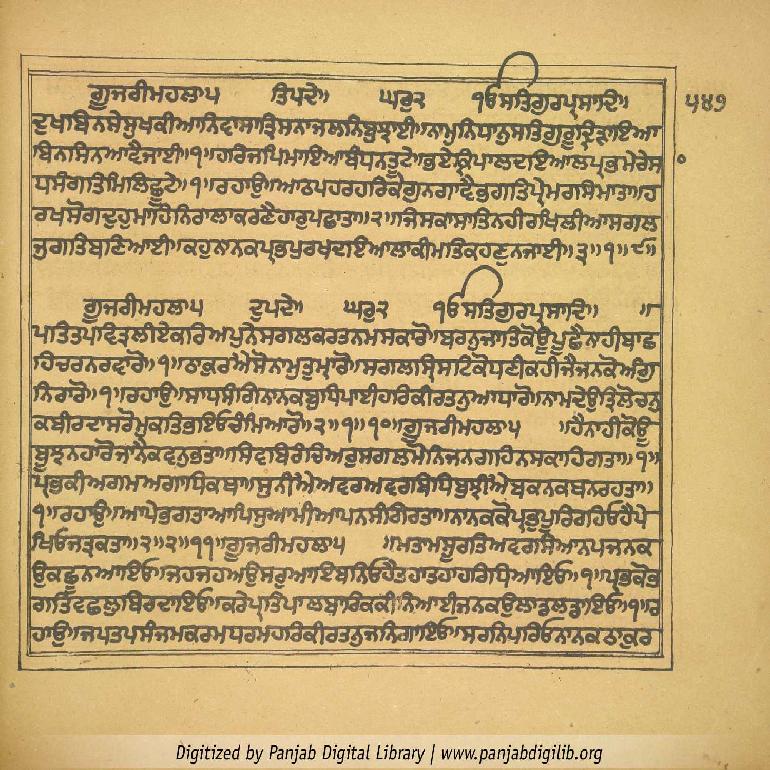 ਗੂਜਰੀਮਹਲਾ੫ ਤਿਪਦੇ॥ ਘਰੁ੨ ੴਸਤਿਗੁਰਪ੍ਰਸਾਦਿ॥ ੫੪੭
ਦੁਖਬਿਨਸੇਸੁਖਕੀਆਨਿਵਾਸਾਤ੍ਰਿਸਨਾਜਲਨਿਬੁਝਾਈ॥ਨਾਮੁਨਿਧਾਨੁਸਤਿਗੁਰੂਦ੍ਰਿੜਾਇਆ
ਬਿਨਸਿਨਆਵੈਜਾਈ॥੧॥ਹਰਿਜਪਿਮਾਇਆਬੰਧਨਤੂਟੇ॥ਭਏਕ੍ਰਿਪਾਲਦਇਆਲਪ੍ਰਭਮੇਰੇਸ
ਧਸੰਗਤਿਮਿਲਿਛੂਟੇ॥੧॥ਰਹਾਉ॥ਆਠਪਹਰਹਰਿਕੇਗੁਨਗਾਵੈਭਗਤਿਪ੍ਰੇਮਰਸਿਮਾਤਾ॥ਹ
ਰਖਸੋਗਦੁਹੁਮਾਹਿਨਿਰਾਲਾਕਰਣੈਹਾਰੁਪਛਾਤਾ॥੨॥ਜਿਸਕਾਸਾਤਿਨਹੀਰਖਿਲੀਆਸਗਲ
ਜੁਗਤਿਬਣਿਆਈ॥ਕਹੁਨਾਨਕਪ੍ਰਭਪੁਰਖਦਇਆਲਾਕੀਮਤਿਕਹਣੁਨਜਾਈ॥੩॥੧॥੯॥
ਗੂਜਰੀਮਹਲਾ੫ ਦੁਪਦੇ॥ ਘਰੁ੨ ੴਸਤਿਗੁਰਪ੍ਰਸਾਦਿ॥ ॥
ਪਤਿਤਪਵਿਤ੍ਰਲੀਏਕਰਿਅਪੁਨੇਸਗਲਕਰਤਨਮਸਕਾਰੋ॥ਬਰਨੁਜਾਤਿਕੋਊਪੂਛੈਨਾਹੀਬਾਛ
ਹਿਚਰਨਰਵਾਰੋ॥੧॥ਠਾਕੁਰਐਸੋਨਾਮੁਤੁਮ੍ਹਾਰੋ॥ਸਗਲਸ੍ਰਿਸਟਿਕੋਧਣੀਕਹੀਜੈਜਨਕੋਅੰਗੁ
ਨਿਰਾਰੋ॥੧॥ਰਹਾਉ॥ਸਾਧਸੰਗਿਨਾਨਕਬੁਧਿਪਾਈਹਰਿਕੀਰਤਨੁਆਧਾਰੋ॥ਨਾਮਦੇਉਤ੍ਰਿਲੋਚਨੁ
ਕਬੀਰਦਾਸਰੋਮੁਕਤਿਭਇਓਚੰਮਿਆਰੋ॥੨॥੧॥੧੦॥ਗੂਜਰੀਮਹਲਾ੫ ॥ਹੈਨਾਹੀਕੋਊ
ਬੂਝਨਹਾਰੋਜਾਨੈਕਵਨੁਭਤਾ॥ਸਿਵਬਿਰੰਚਿਅਰੁਸਗਲਮੋਨਿਜਨਗਹਿਨਸਕਾਹਿਗਤਾ॥੧॥
ਪ੍ਰਭਕੀਅਗਮਅਗਾਧਿਕਥਾ॥ਸੁਨੀਐਅਵਰਅਵਰਬਿਧਿਬੁਝੀਐਬਕਨਕਥਨਰਹਤਾ॥
੧॥ਰਹਾਉ॥ਆਪੇਭਗਤਾਆਪਿਸੁਆਮੀਆਪਨਸੰਗਿਰਤਾ॥ਨਾਨਕਕੋਪ੍ਰਭੁਪੂਰਿਰਹਿਓਹੈਪੇ
ਖਿਓਜਤ੍ਰਕਤਾ॥੨॥੨॥੧੧॥ਗੂਜਰੀਮਹਲਾ੫ ॥ਮਤਾਮਸੂਰਤਿਅਵਰਸਿਆਨਪਜਨਕ
ਉਕਛੂਨਆਇਓ॥ਜਹਜਹਅਉਸਰੁਆਇਬਨਿਓਹੈਤਹਾਤਹਾਹਰਿਧਿਆਇਓ॥੧॥ਪ੍ਰਭਕੋਭ
ਗਤਿਵਛਲੁਬਿਰਦਾਇਓ॥ਕਰੇਪ੍ਰਤਿਪਾਲਬਾਰਿਕਕੀਨਿਆਈਜਨਕਉਲਾਡਲਡਾਇਓ॥੧॥ਰ
ਹਾਉ॥ਜਪਤਪਸੰਜਮਕਰਮਧਰਮਹਰਿਕੀਰਤਨੁਜਨਿਗਾਇਓ॥ਸਰਨਿਪਰਿਓਨਾਨਕਠਾਕੁਰ
Digitized by Panjab Digital Library | www.panjabdigilib.org